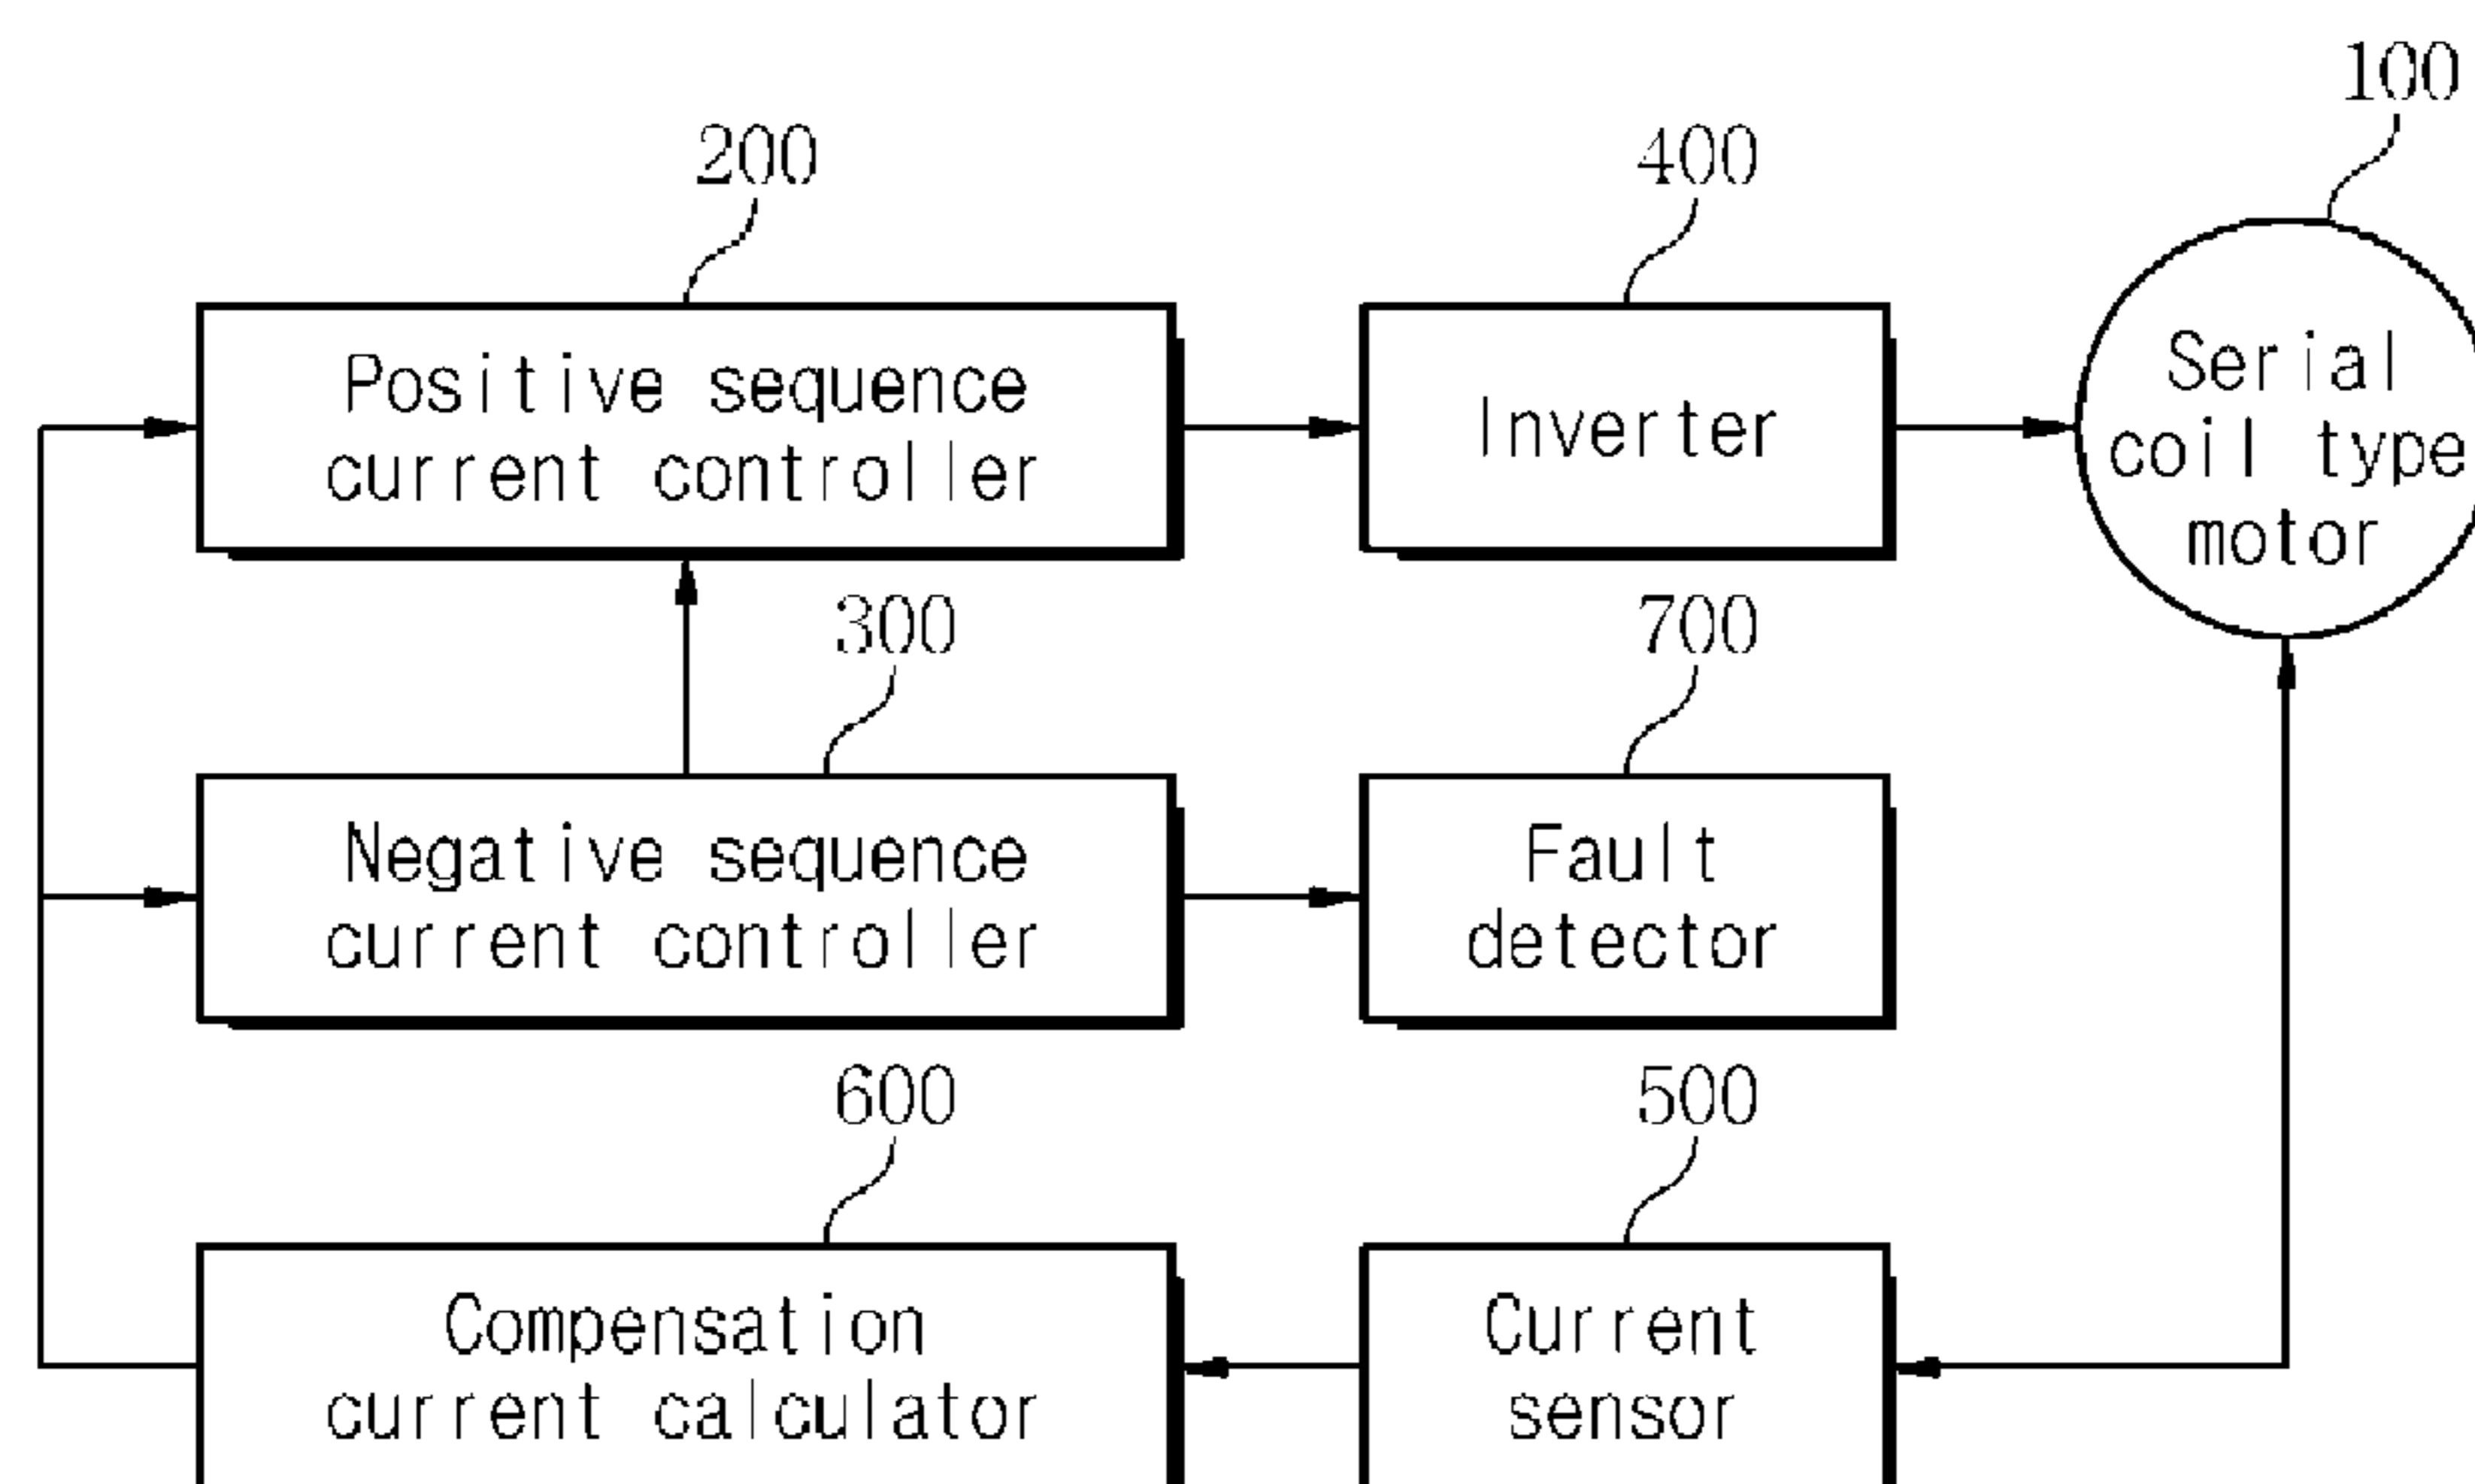 100
200
400
Positive sequence
current controller
Inverter
Serial
coil type
motor
300
700
Negative sequence
current controller
Fault
detector
600
500
Compensation
current calculator
Current
sensor